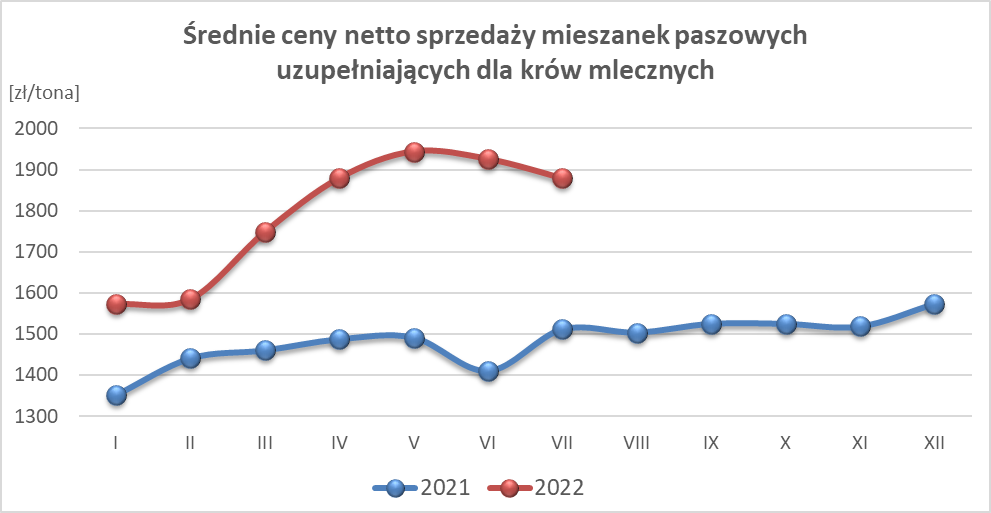 Średnie ceny netto sprzedaży mieszanek paszowych
uzupełniających dla krów mlecznych
[zł/tona]
2000
1900
1800
1700
1600
1500
1400
1300
I II III IV V VI VII VIII IX X XI XII
2021 2022